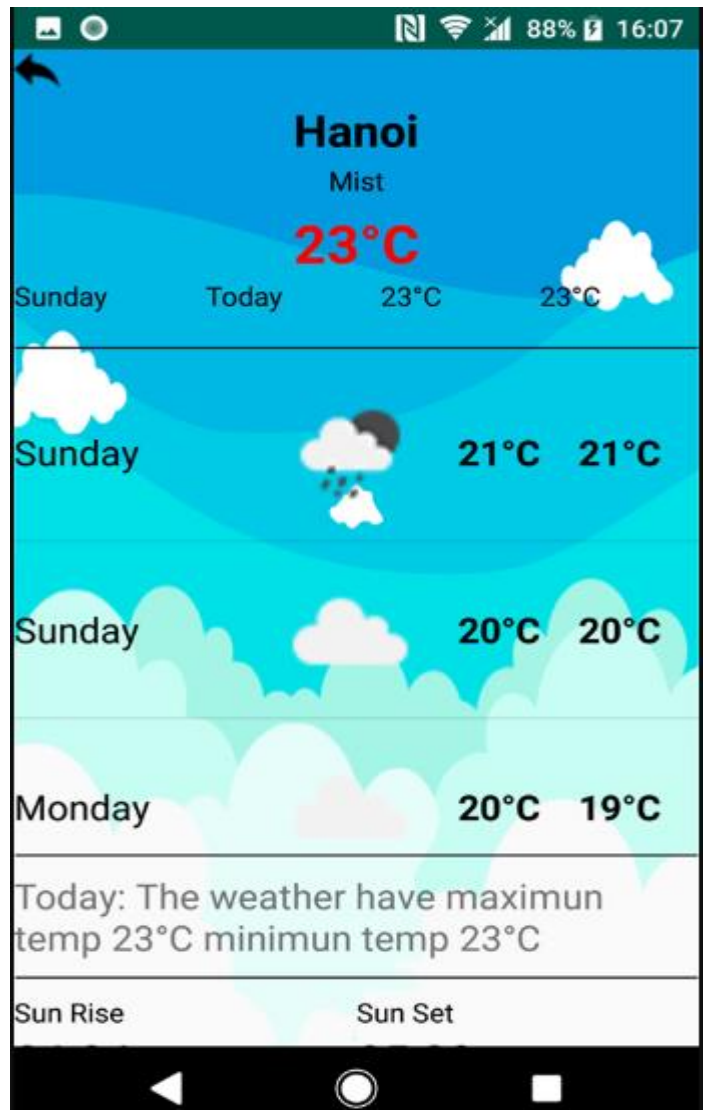 88% 16:07
Hanoi
Mist
23°C
Sunday Today 23°C 23°C
Sunday 21°C 21°C
Sunday 20°C 20°C
Monday 20°C 19°C
Today: The weather have maximun
temp 23°C minimun temp 23°C
Sun Rise Sun Set